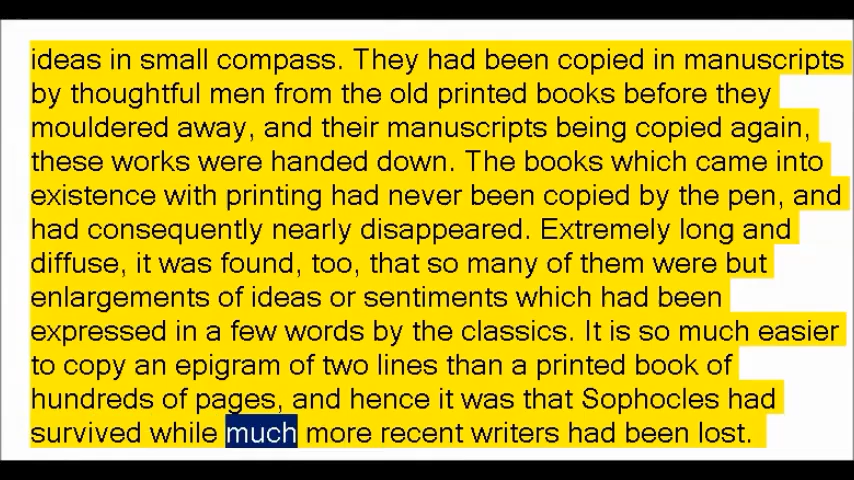 ideas in small compass. They had been copied in manuscripts
by thoughtful men from the old printed books before they
mouldered away, and their manuscripts being copied again,
these works were handed down. The books which came into
existence with printing had never been copied by the pen, and
had consequently nearly disappeared. Extremely long and
diffuse, it was found, too, that so many of them were but
enlargements of ideas or sentiments which had been
expressed in a few words by the classics. It is so much easier
to copy an epigram of two lines than a printed book of
hundreds of pages, and hence it was that Sophocles had
survived while much more recent writers had been lost.